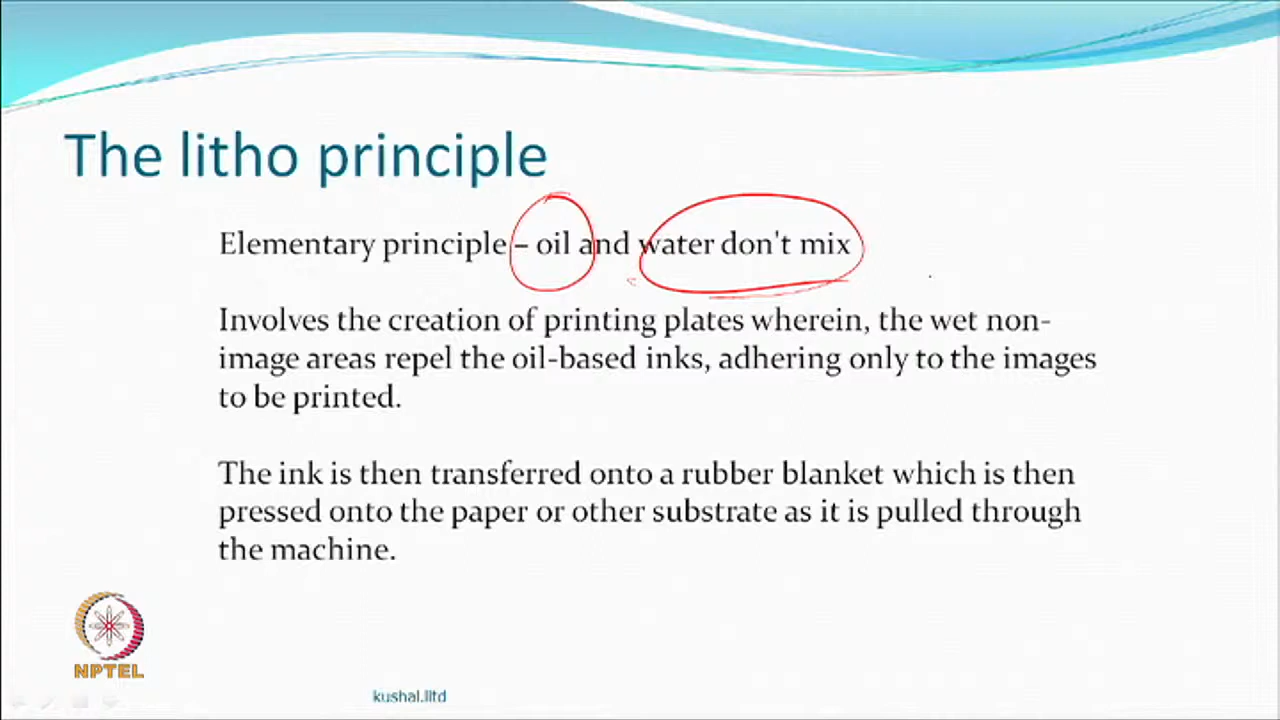 The litho principle
Elementary principle – oil and water don't mix
Involves the creation of printing plates wherein, the wet non-
image areas repel the oil-based inks, adhering only to the images
to be printed.
The ink is then transferred onto a rubber blanket which is then
pressed onto the paper or other substrate as it is pulled through
the machine.
NPTEL
kushal.iitd